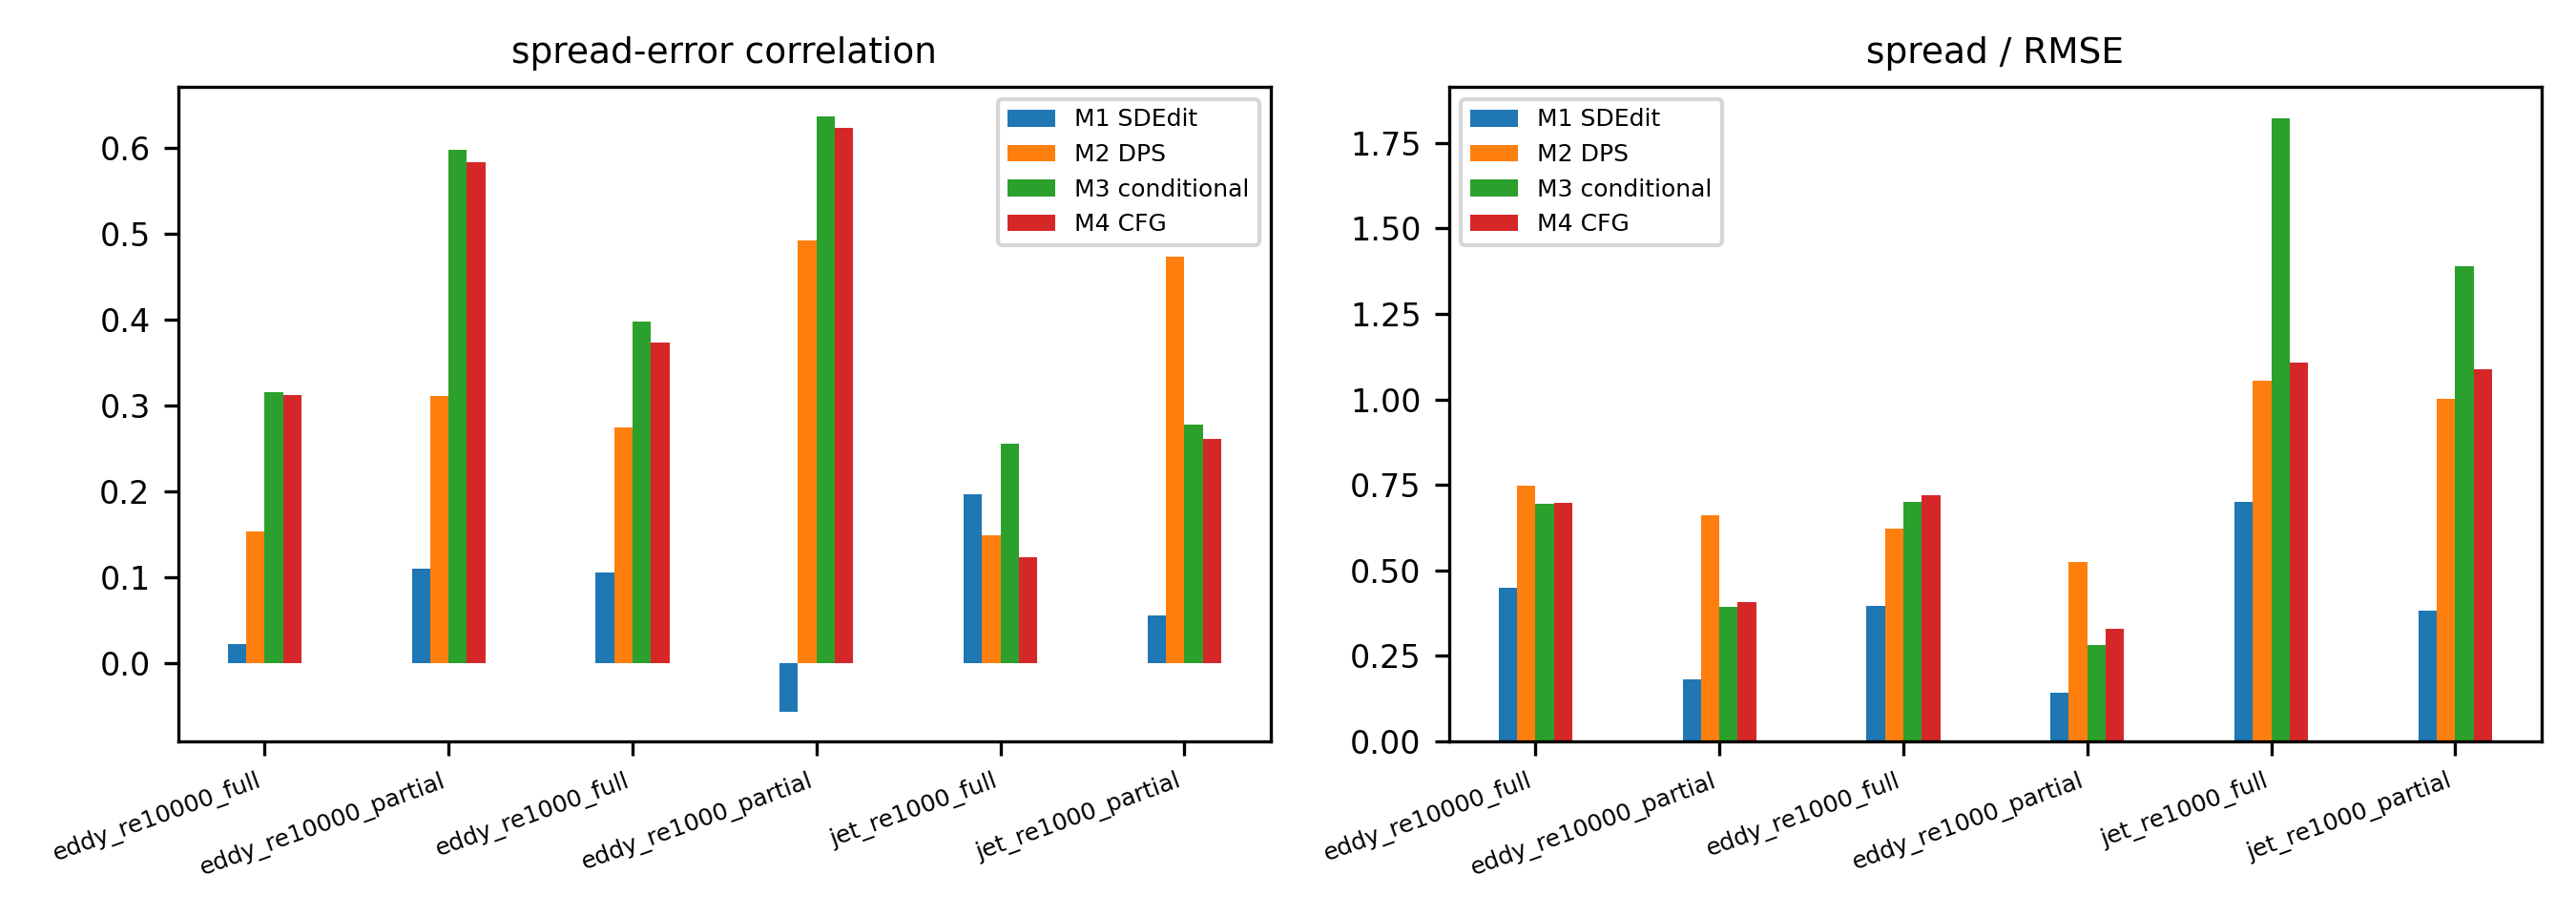 spread-error correlation
0.6
0.5
0.4
0.3
0.2
0.1
0.0
M1 SDEdit
M2 DPS
M3 conditional
M4 CFG
eddy_re10000_full
eddy_re10000_partial
eddy_re1000_full
eddy_re1000_partial
jet_re1000_full
jet_re1000_partial
spread / RMSE
1.75
1.50
1.25
1.00
0.75
0.50
0.25
0.00
M1 SDEdit
M2 DPS
M3 conditional
M4 CFG
eddy_re10000_full
eddy_re10000_partial
eddy_re1000_full
eddy_re1000_partial
jet_re1000_full
jet_re1000_partial